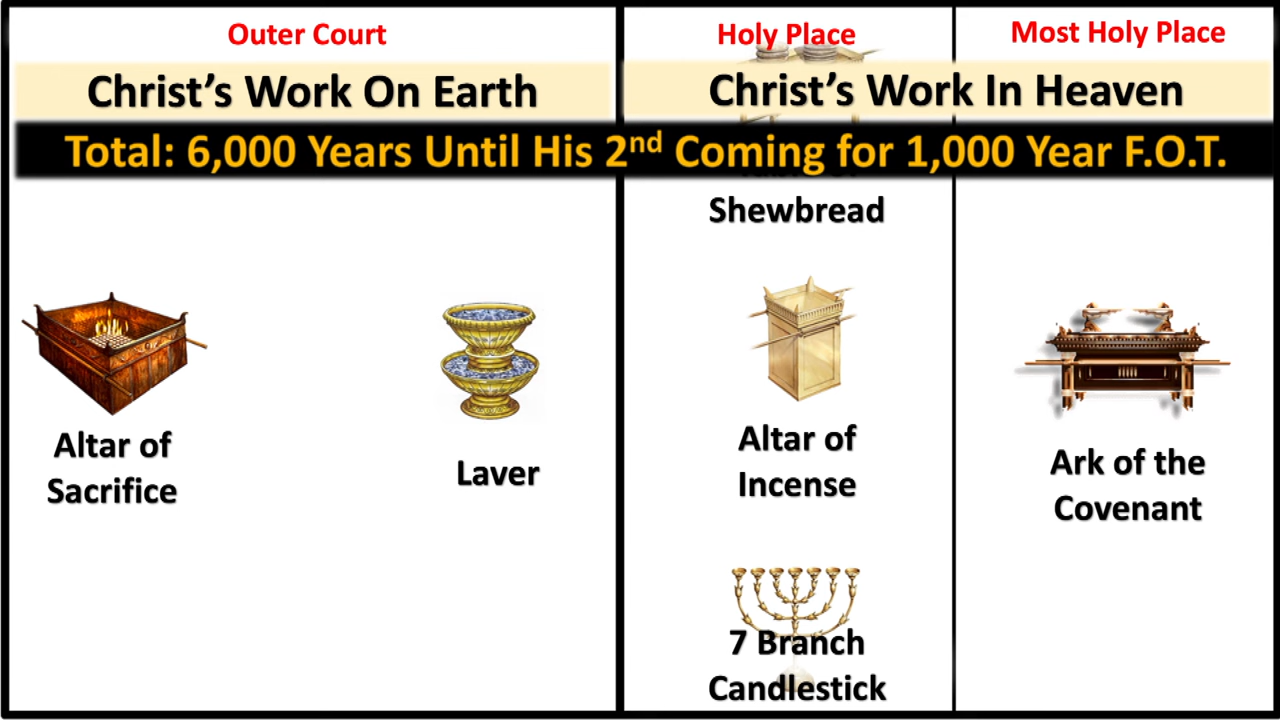 Outer Court
Holy Place
Most Holy Place
Christ's Work On Earth
Christ's Work In Heaven
Total: 6,000 Years Until His 2nd Coming for 1,000 Year F.O.T.
Shewbread
Altar of
Sacrifice
Laver
Altar of
Incense
Ark of the
Covenant
7 Branch
Candlestick